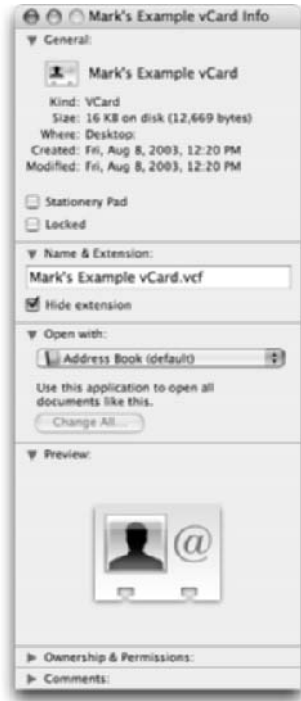 Mark's Example vCard Info
General:
Mark's Example vCard
Kind: VCard
Size: 16 KB on disk (12,669 bytes)
Where: Desktop:
Created: Fri, Aug 8, 2003, 12:20 PM
Modified: Fri, Aug 8, 2003, 12:20 PM
Stationery Pad
Locked
Name & Extension:
Mark's Example vCard.vcf
Hide extension
Open with:
Address Book (default)
Use this application to open all
documents like this.
Change All...
Preview:
@
Ownership & Permissions:
Comments: